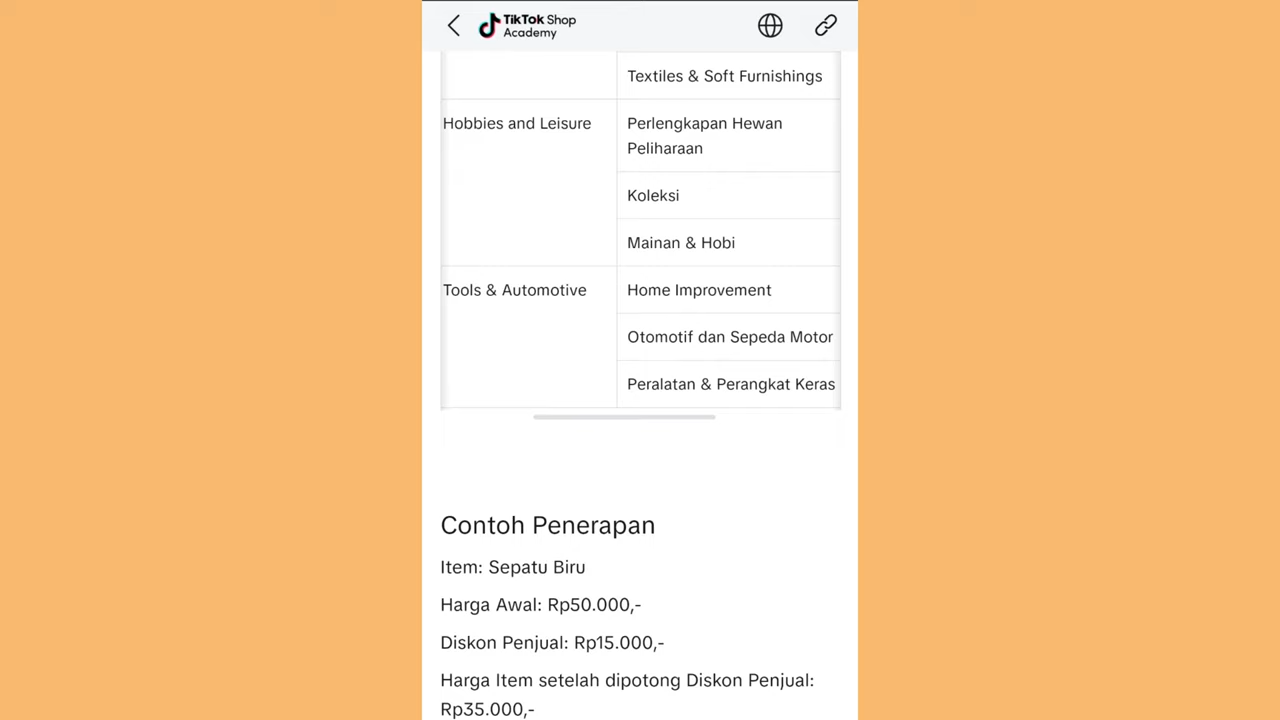 TikTok Shop
Academy
Textiles & Soft Furnishings
Hobbies and Leisure
Perlengkapan Hewan
Peliharaan
Koleksi
Mainan & Hobi
Tools & Automotive
Home Improvement
Otomotif dan Sepeda Motor
Peralatan & Perangkat Keras
Contoh Penerapan
Item: Sepatu Biru
Harga Awal: Rp50.000,-
Diskon Penjual: Rp15.000,-
Harga Item setelah dipotong Diskon Penjual:
Rp35.000,-